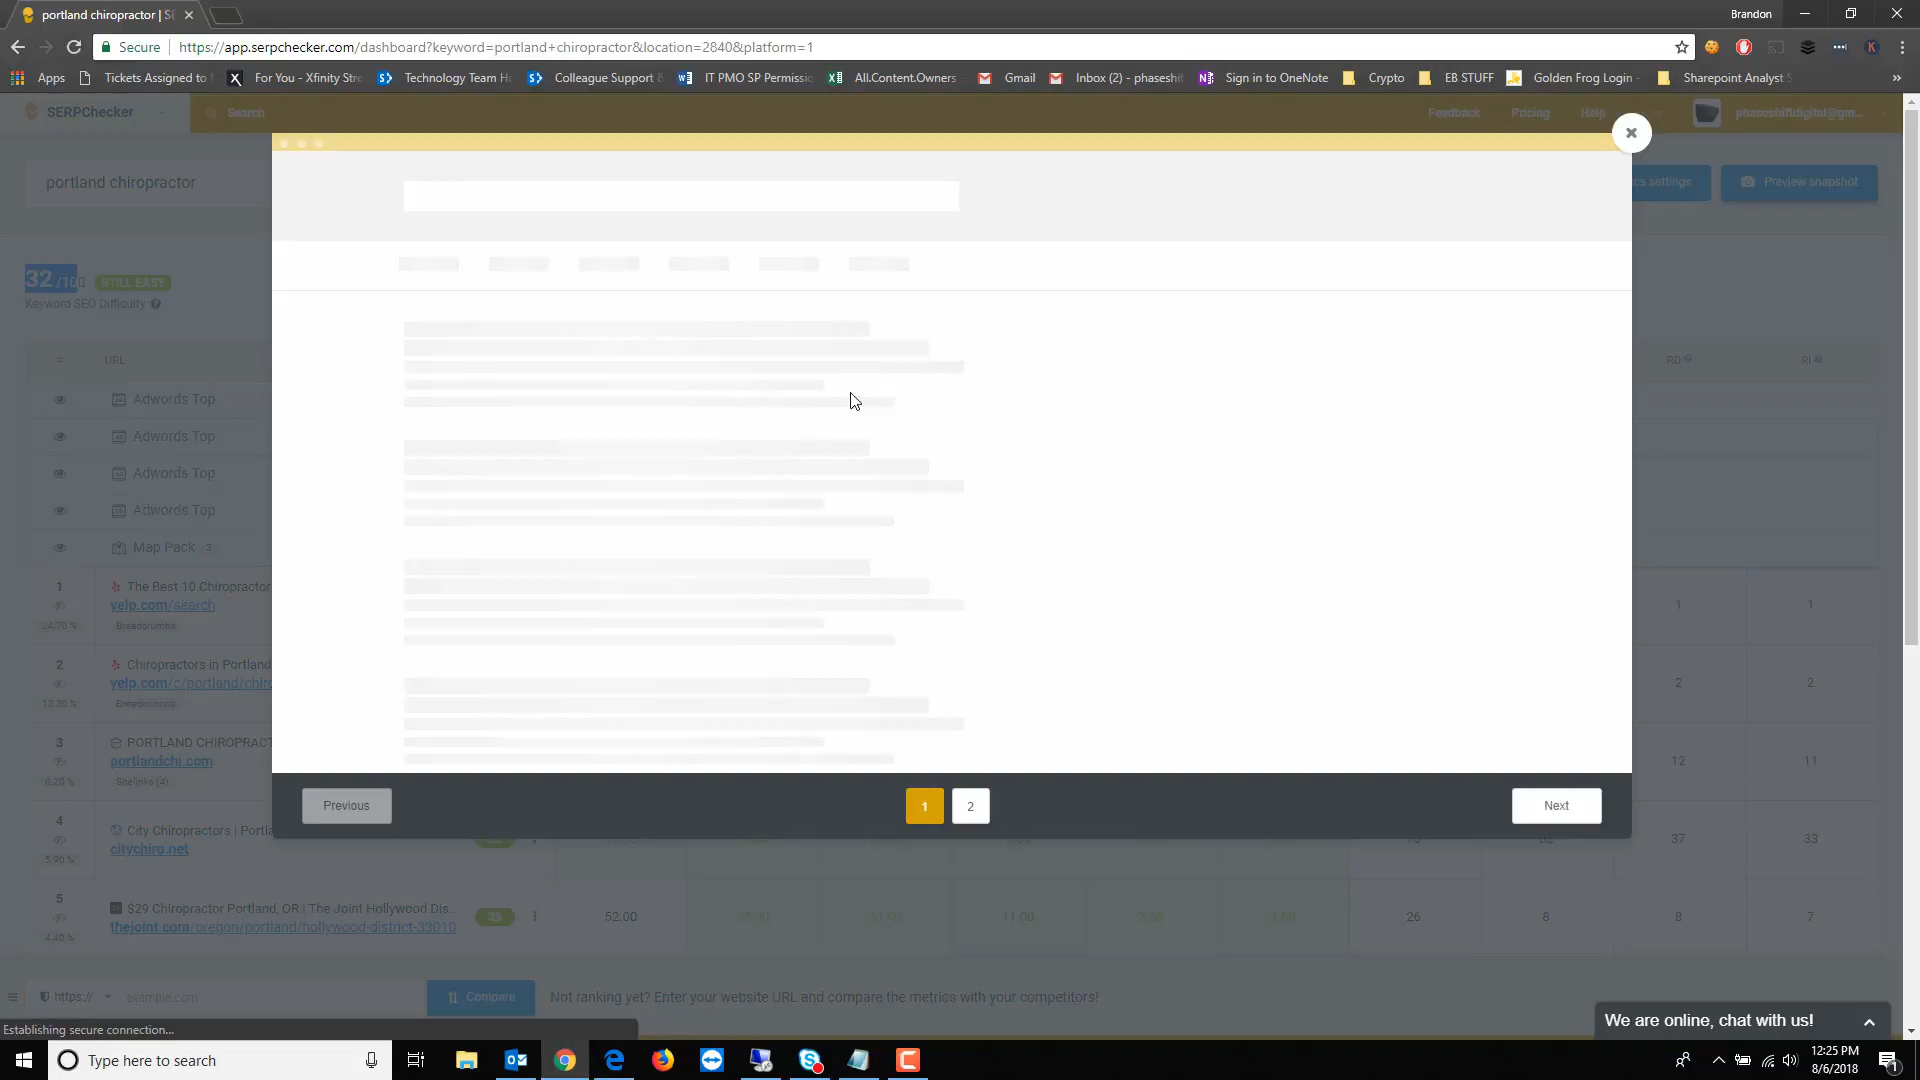 portland chiropractor | SE
Brandon
Secure
https://app.serpchecker.com/dashboard?keyword=portland+chiropractor&location=2840&platform=1
Apps
Tickets Assigned to
For You - Xfinity Stre
Technology Team Ho
Colleague Support &
IT PMO SP Permissio
All.Content.Owners
Gmail
Inbox (2) - phaseshif
Sign in to OneNote
Crypto
EB STUFF
Golden Frog Login -
Sharepoint Analyst S
»
SERPChecker
Search
Feedback
Pricing
Help
phaseshiftdigital@gm...
portland chiropractor
cs settings
Preview snapshot
32 /100
STILL EASY
Keyword SEO Difficulty
#
URL
RD
RI
Adwords Top
Adwords Top
Adwords Top
Adwords Top
Map Pack 3
1
The Best 10 Chiropractor
yelp.com/search
24.70 %
Breadcrumbs
1
1
2
Chiropractors in Portland
yelp.com/c/portland/chiro
13.30 %
Breadcrumbs
2
2
3
PORTLAND CHIROPRACT
portlandchi.com
8.20 %
Sitelinks (4)
12
11
Previous
1
2
Next
4
City Chiropractors | Portla
citychiro.net
5.90 %
37
33
5
$29 Chiropractor Portland, OR | The Joint Hollywood Dis...
thejoint.com/oregon/portland/hollywood-district-33010
4.40 %
39
52.00
11.00
26
8
8
7
https://
example.com
Compare
Not ranking yet? Enter your website URL and compare the metrics with your competitors!
We are online, chat with us!
Establishing secure connection...
Type here to search
12:25 PM
8/6/2018
1